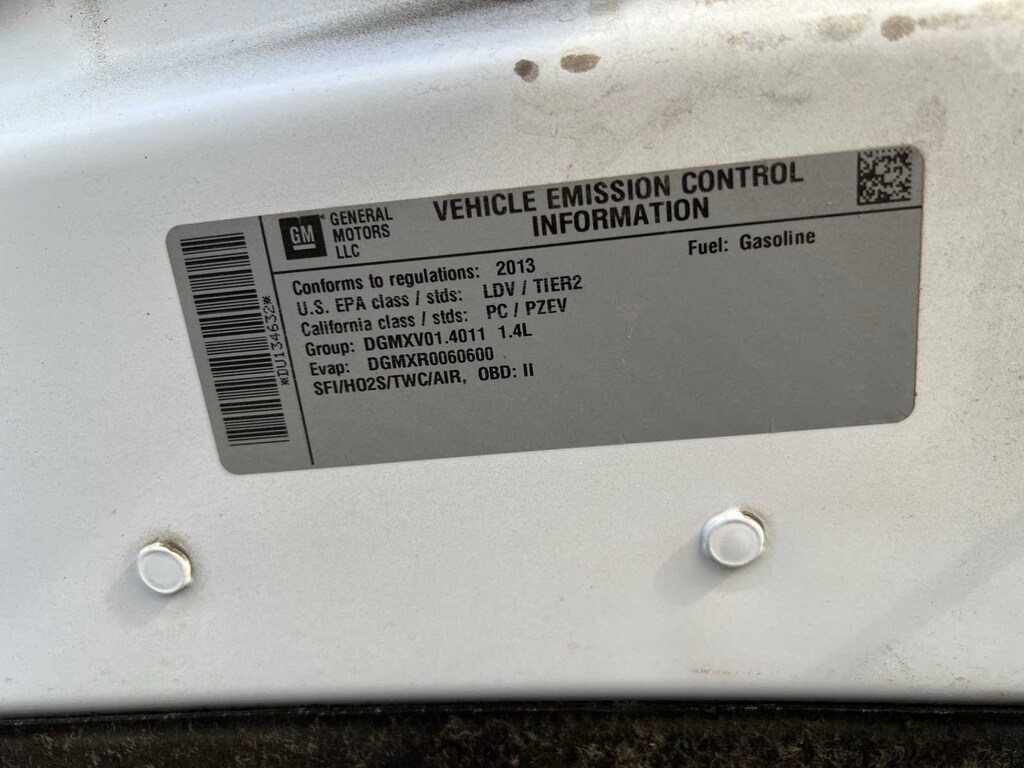 *DU134632*
GM
GENERAL
MOTORS
LLC
VEHICLE EMISSION CONTROL
INFORMATION
Fuel: Gasoline
Conforms to regulations: 2013
U.S. EPA class / stds: LDV / TIER2
California class / stds: PC / PZEV
Group: DGMXV01.4011 1.4L
Evap: DGMXR0060600
SFI/HO2S/TWC/AIR, OBD: II